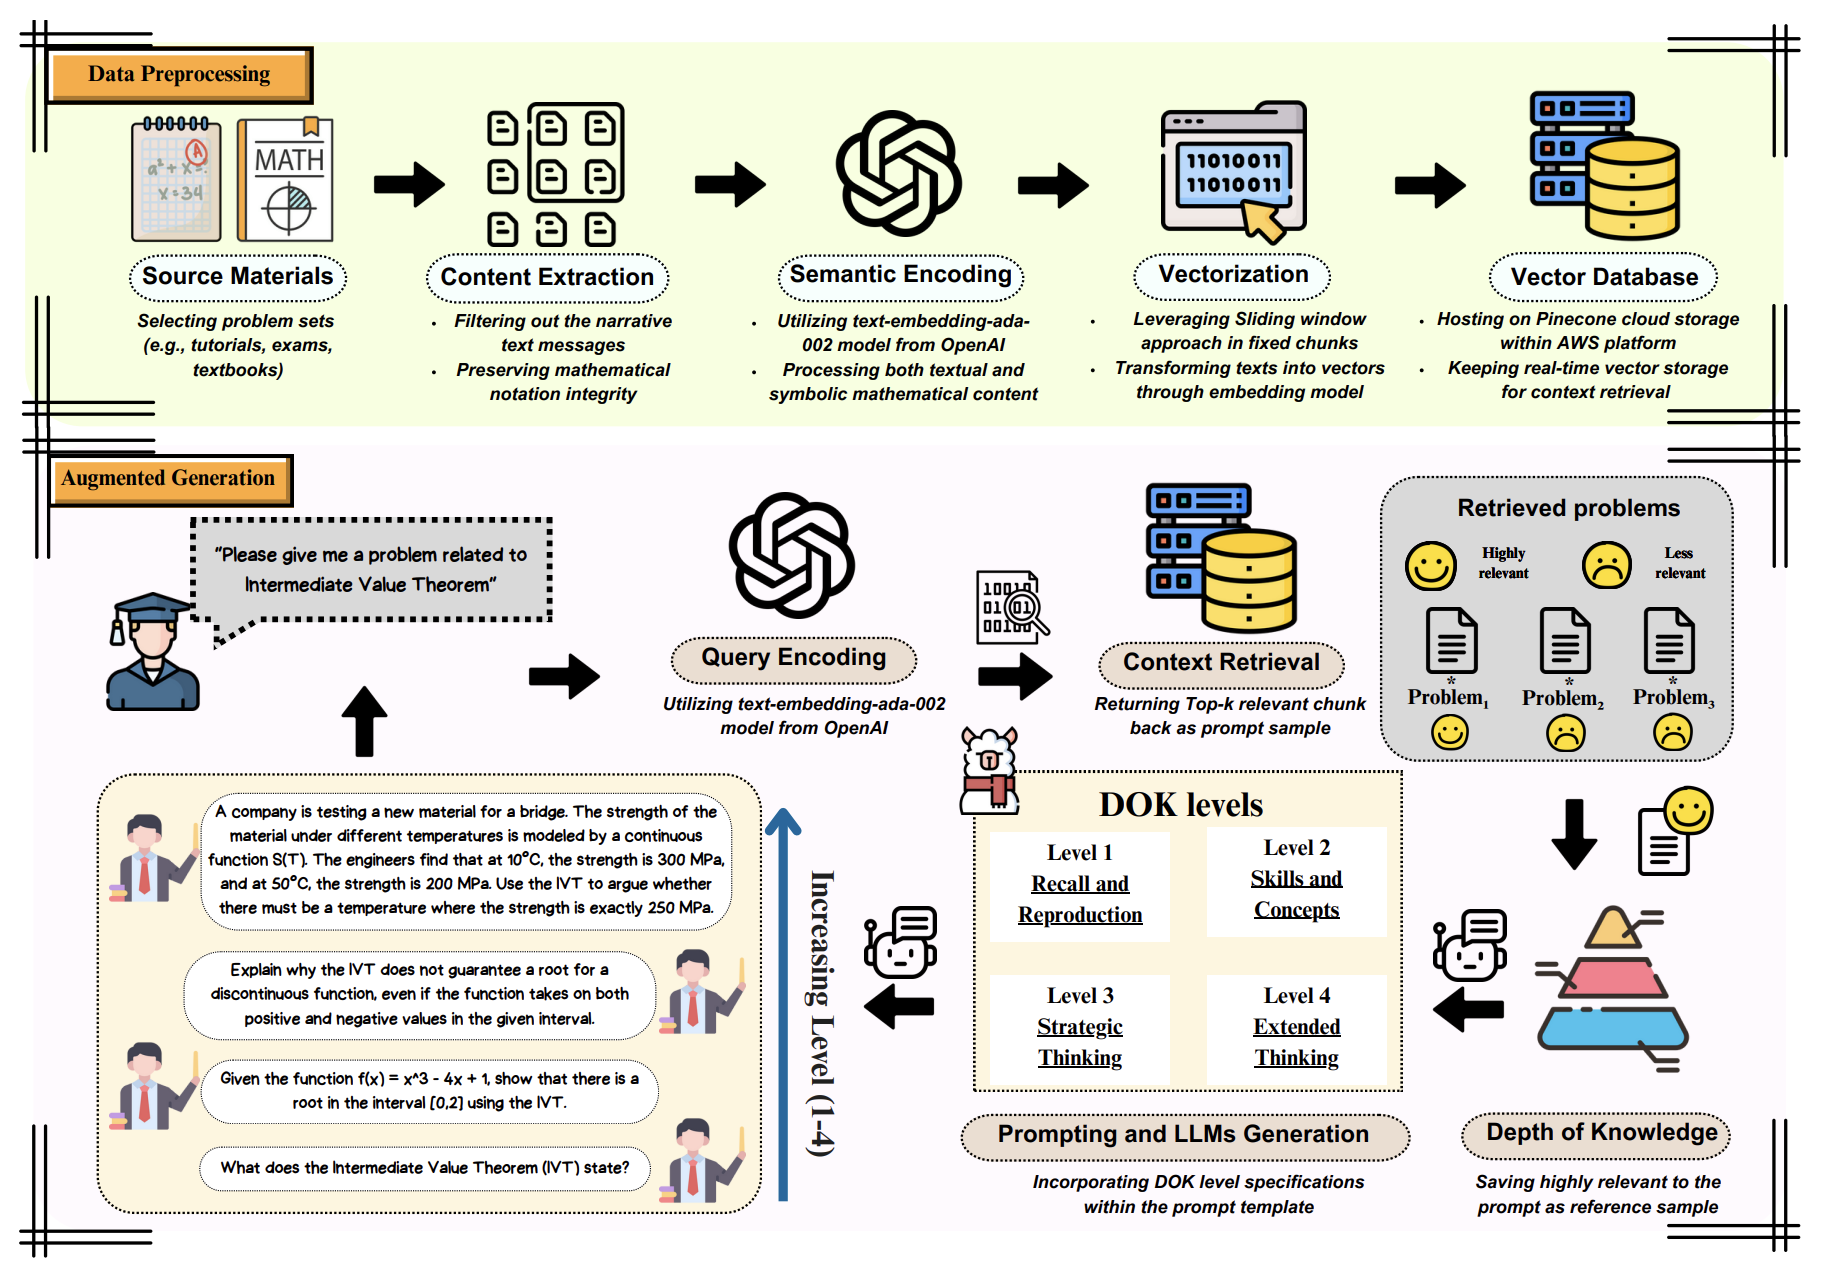 Data Preprocessing
a² + x =?
x = 34
A
MATH
11010011
11010011
Source Materials
Selecting problem sets
(e.g., tutorials, exams,
textbooks)
Content Extraction
• Filtering out the narrative
text messages
• Preserving mathematical
notation integrity
Semantic Encoding
• Utilizing text-embedding-ada-
002 model from OpenAI
• Processing both textual and
symbolic mathematical content
Vectorization
• Leveraging Sliding window
approach in fixed chunks
• Transforming texts into vectors
through embedding model
Vector Database
• Hosting on Pinecone cloud storage
within AWS platform
• Keeping real-time vector storage
for context retrieval
Augmented Generation
"Please give me a problem related to
Intermediate Value Theorem"
Query Encoding
Utilizing text-embedding-ada-002
model from OpenAI
10010
01 01
00100
Context Retrieval
Returning Top-k relevant chunk
back as prompt sample
Retrieved problems
Highly
relevant
Less
relevant
* * *
Problem₁ Problem₂ Problem₃
A company is testing a new material for a bridge. The strength of the
material under different temperatures is modeled by a continuous
function S(T). The engineers find that at 10°C, the strength is 300 MPa,
and at 50°C, the strength is 200 MPa. Use the IVT to argue whether
there must be a temperature where the strength is exactly 250 MPa.
Explain why the IVT does not guarantee a root for a
discontinuous function, even if the function takes on both
positive and negative values in the given interval.
Given the function f(x) = x^3 - 4x + 1, show that there is a
root in the interval [0,2] using the IVT.
What does the Intermediate Value Theorem (IVT) state?
Increasing Level (1-4)
DOK levels
Level 1
Recall and
Reproduction
Level 2
Skills and
Concepts
Level 3
Strategic
Thinking
Level 4
Extended
Thinking
Prompting and LLMs Generation
Incorporating DOK level specifications
within the prompt template
Depth of Knowledge
Saving highly relevant to the
prompt as reference sample